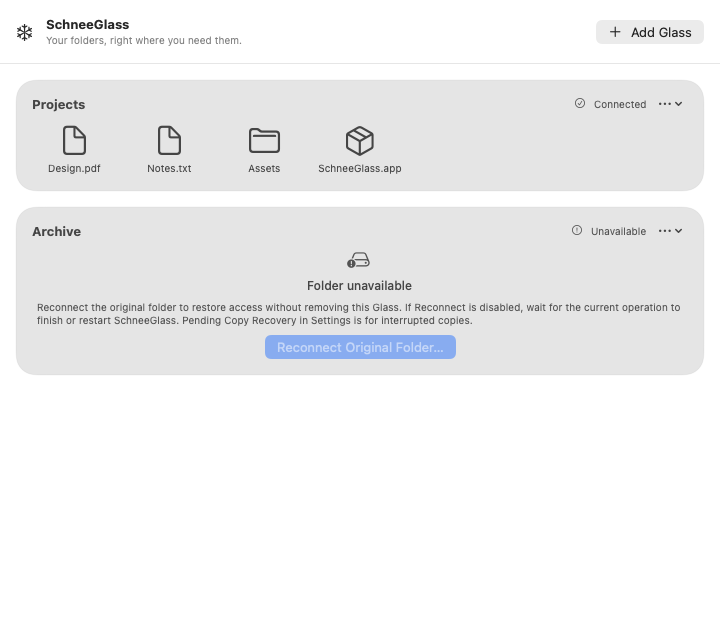 SchneeGlass
Your folders, right where you need them.
Add Glass
Projects
Connected
Design.pdf
Notes.txt
Assets
SchneeGlass.app
Archive
Unavailable
Folder unavailable
Reconnect the original folder to restore access without removing this Glass. If Reconnect is disabled, wait for the current operation to
finish or restart SchneeGlass. Pending Copy Recovery in Settings is for interrupted copies.
Reconnect Original Folder...